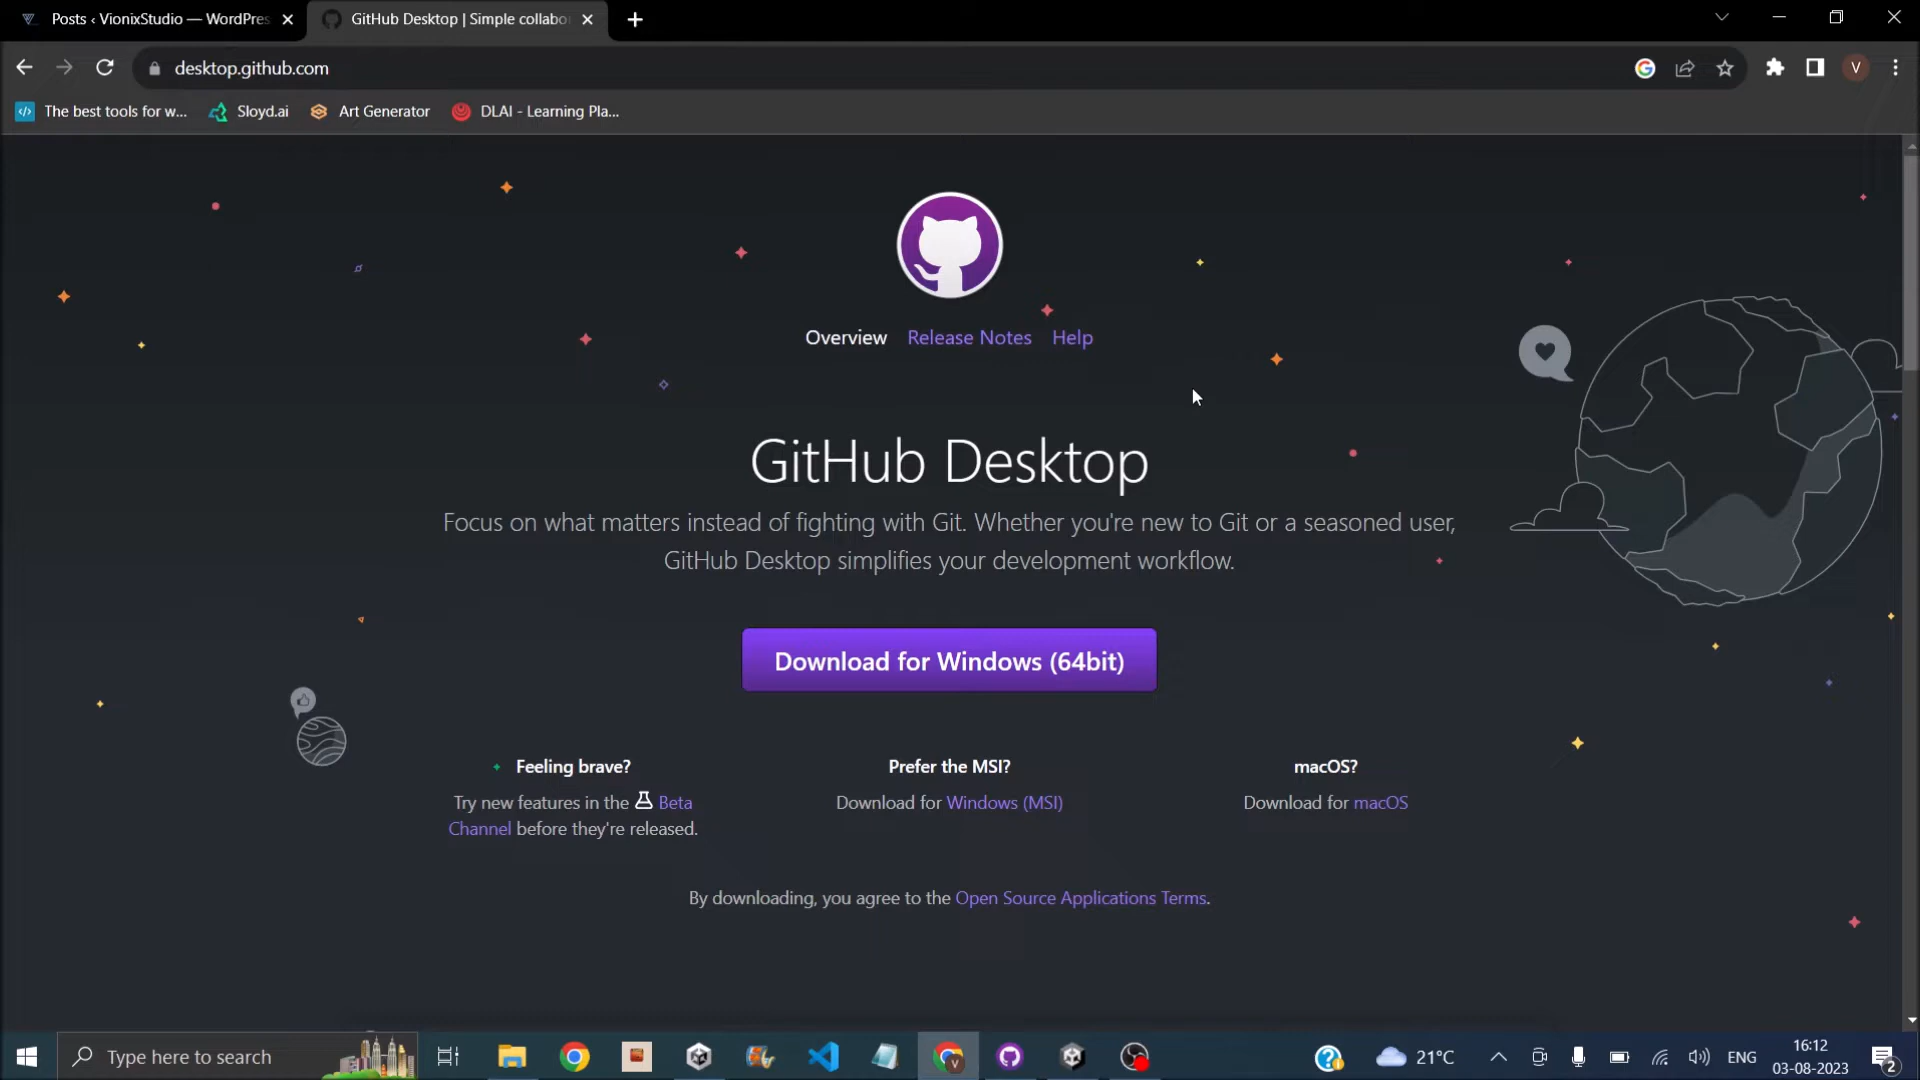 Posts ‹ VionixStudio — WordPres
GitHub Desktop | Simple collabo
desktop.github.com
V
The best tools for w...
Sloyd.ai
Art Generator
DLAI - Learning Pla...
Overview
Release Notes
Help
GitHub Desktop
Focus on what matters instead of fighting with Git. Whether you're new to Git or a seasoned user,
GitHub Desktop simplifies your development workflow.
Download for Windows (64bit)
Feeling brave?
Try new features in the Beta
Channel before they're released.
Prefer the MSI?
Download for Windows (MSI)
macOS?
Download for macOS
By downloading, you agree to the Open Source Applications Terms.
Type here to search
21°C
ENG
16:12
03-08-2023
2